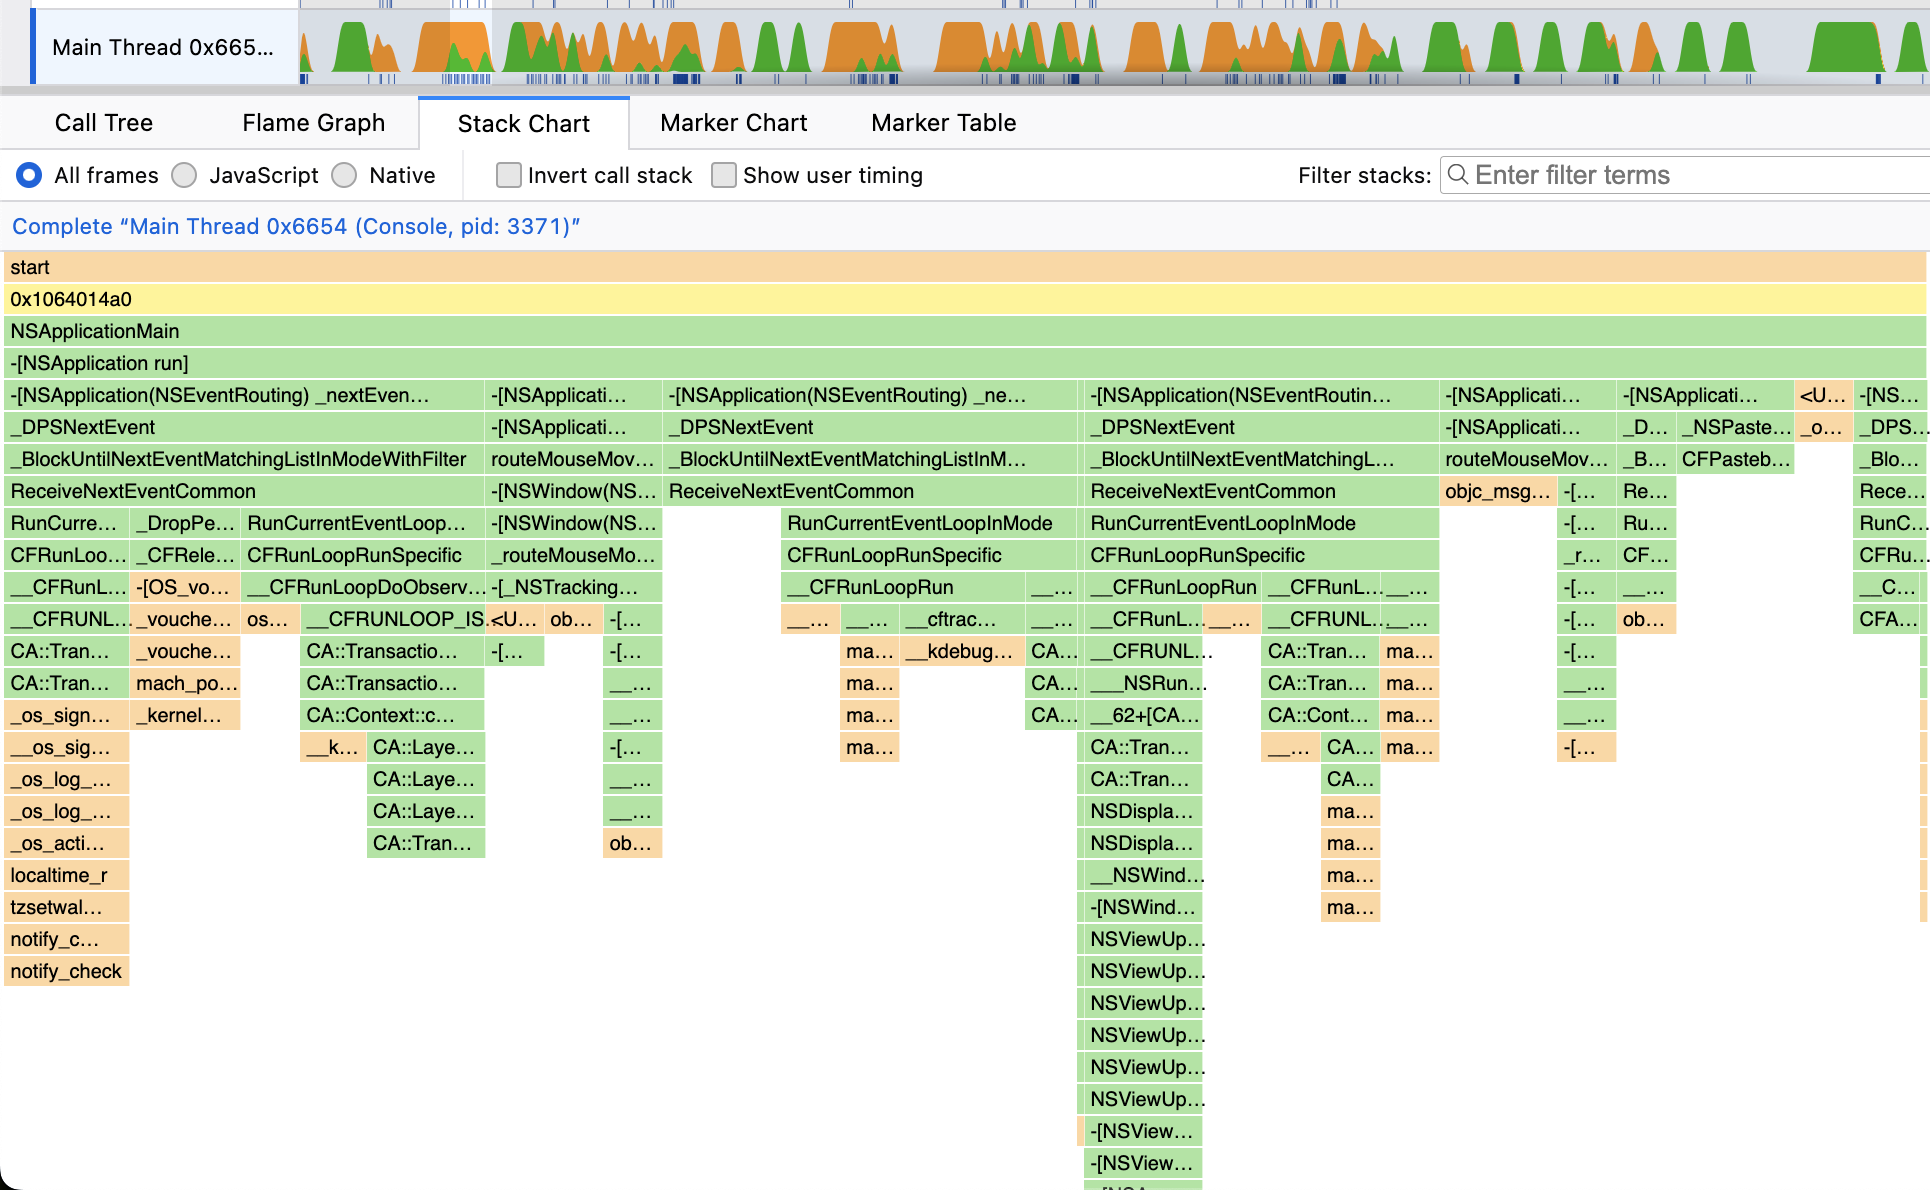 Main Thread 0x665…
Call Tree Flame Graph Stack Chart Marker Chart Marker Table
All frames JavaScript Native Invert call stack Show user timing Filter stacks: Enter filter terms
Complete “Main Thread 0x6654 (Console, pid: 3371)”
start
0x1064014a0
NSApplicationMain
-[NSApplication run]
-[NSApplication(NSEventRouting) _nextEven… -[NSApplicati… -[NSApplication(NSEventRouting) _ne… -[NSApplication(NSEventRoutin… -[NSApplicati… -[NSApplicati… <U… -[NS…
_DPSNextEvent -[NSApplicati… _DPSNextEvent _DPSNextEvent -[NSApplicati… _D… _NSPaste… _o… _DPS…
_BlockUntilNextEventMatchingListInModeWithFilter routeMouseMov… _BlockUntilNextEventMatchingListInM… _BlockUntilNextEventMatchingL… routeMouseMov… _B… CFPasteb… _Blo…
ReceiveNextEventCommon -[NSWindow(NS… ReceiveNextEventCommon ReceiveNextEventCommon objc_msg… -[… Re… Rece…
RunCurre… _DropPe… RunCurrentEventLoop… -[NSWindow(NS… RunCurrentEventLoopInMode RunCurrentEventLoopInMode -[… Ru… RunC…
CFRunLoo… _CFRele… CFRunLoopRunSpecific _routeMouseMo… CFRunLoopRunSpecific CFRunLoopRunSpecific _r… CF… CFRu…
__CFRunL… -[OS_vo… __CFRunLoopDoObserv… -[_NSTracking… __CFRunLoopRun __… __CFRunLoopRun __CFRunL… __… -[… __… __C…
__CFRUNL… _vouche… os… __CFRUNLOOP_IS… <U… ob… -[… __… __… __cftrac… __… __CFRunL… __… __CFRUNL… __… -[… ob… CFA…
CA::Tran… _vouche… CA::Transactio… -[… -[… ma… __kdebug… CA… __CFRUNL… CA::Tran… ma… -[…
CA::Tran… mach_po… CA::Transactio… __… ma… CA… ___NSRun… CA::Tran… ma… __…
_os_sign… _kernel… CA::Context::c… __… ma… CA… __62+[CA… CA::Cont… ma… __…
__os_sig… __k… CA::Laye… -[… ma… CA::Tran… __… CA… ma… -[…
_os_log_… CA::Laye… __… CA::Tran… CA…
_os_log_… CA::Laye… __… NSDispla… ma…
_os_acti… CA::Tran… ob… NSDispla… ma…
localtime_r __NSWind… ma…
tzsetwal… -[NSWind… ma…
notify_c… NSViewUp…
notify_check NSViewUp…
NSViewUp…
NSViewUp…
NSViewUp…
NSViewUp…
-[NSView…
-[NSView…